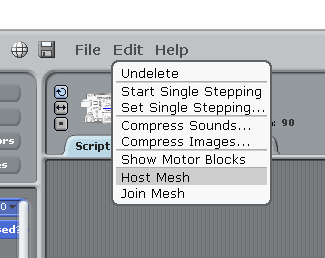 File Edit Help
Undelete
Start Single Stepping
Set Single Stepping...
Compress Sounds...
Compress Images...
Show Motor Blocks
Host Mesh
Join Mesh
: 90
Script
ors
es
0
sed?